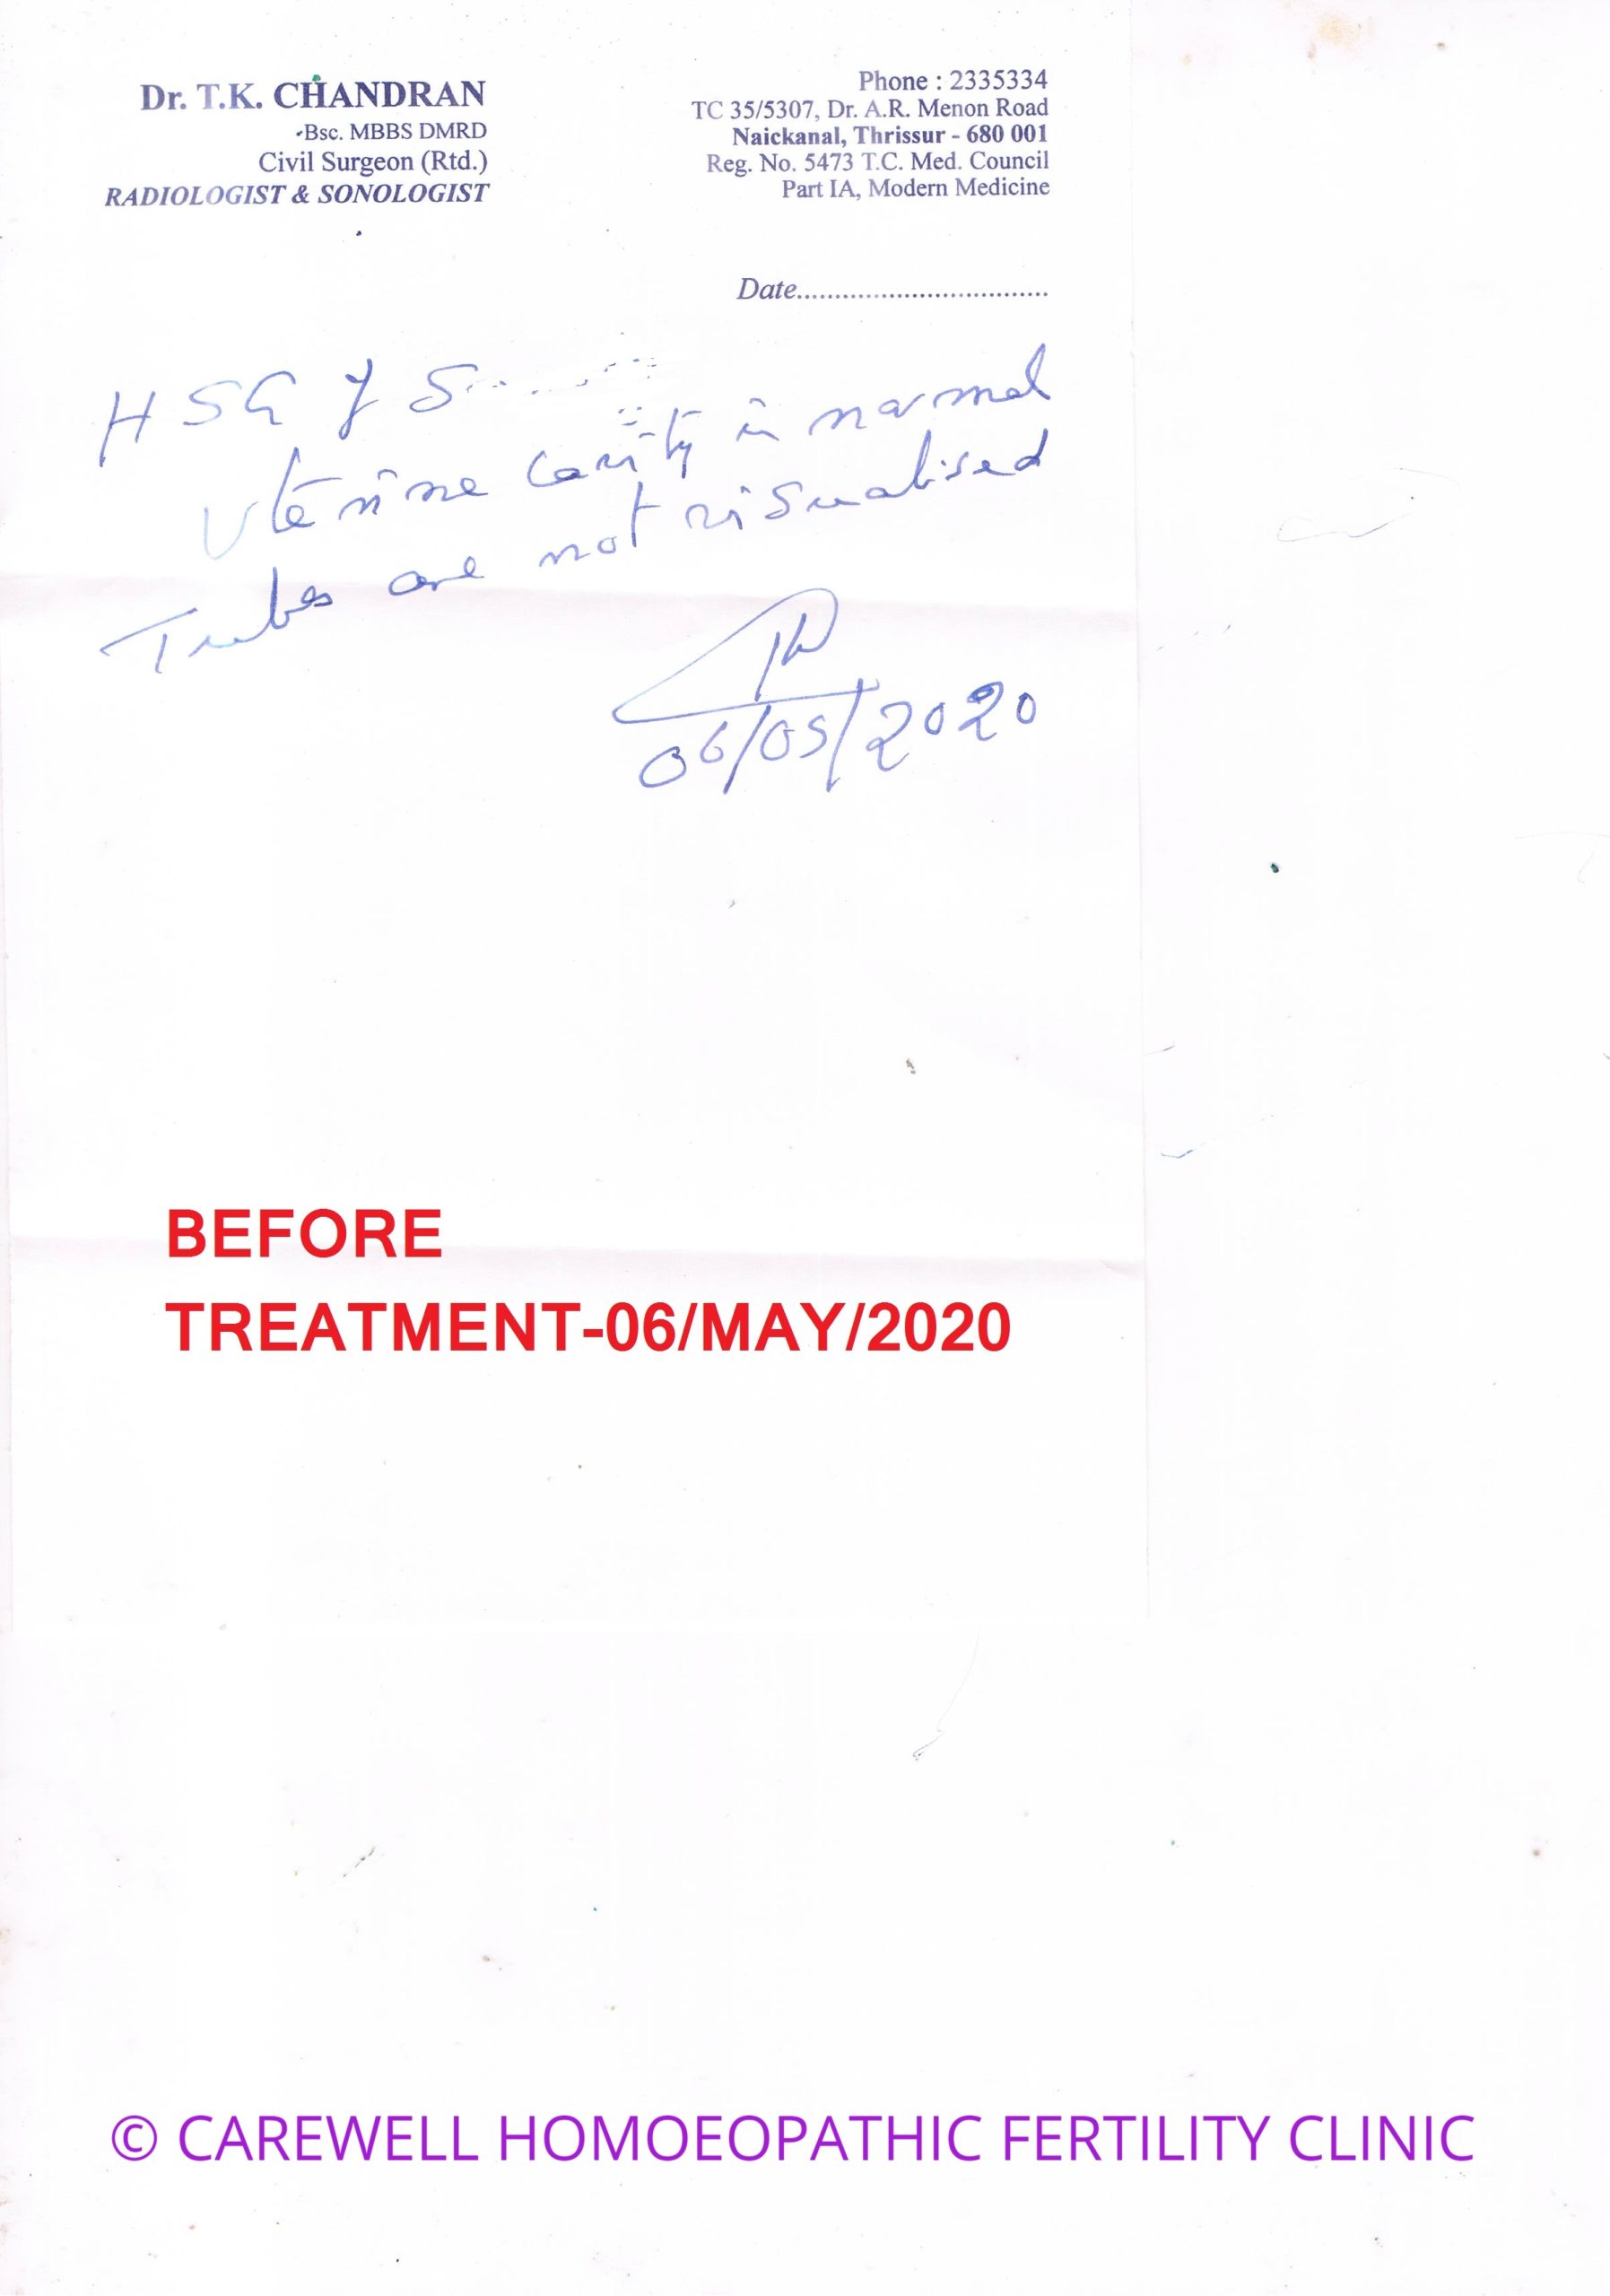 Dr. T.K. CHANDRAN
Bsc. MBBS DMRD
Civil Surgeon (Rtd.)
RADIOLOGIST & SONOLOGIST
Phone : 2335334
TC 35/5307, Dr. A.R. Menon Road
Naickanal, Thrissur - 680 001
Reg. No. 5473 T.C. Med. Council
Part IA, Modern Medicine
Date.................................
HSG of
Uterine cavity is normal
Tubes are not visualised
06/05/2020
BEFORE
TREATMENT-06/MAY/2020
© CAREWELL HOMOEOPATHIC FERTILITY CLINIC